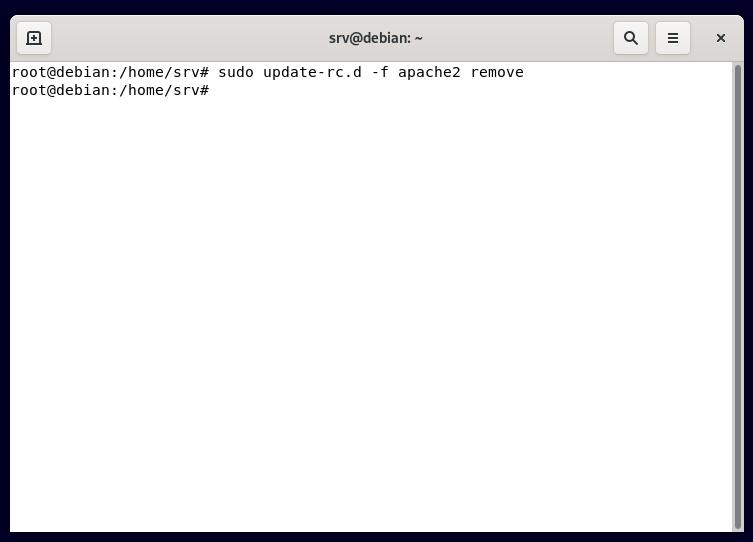 srv@debian: ~
root@debian:/home/srv# sudo update-rc.d -f apache2 remove
root@debian:/home/srv#